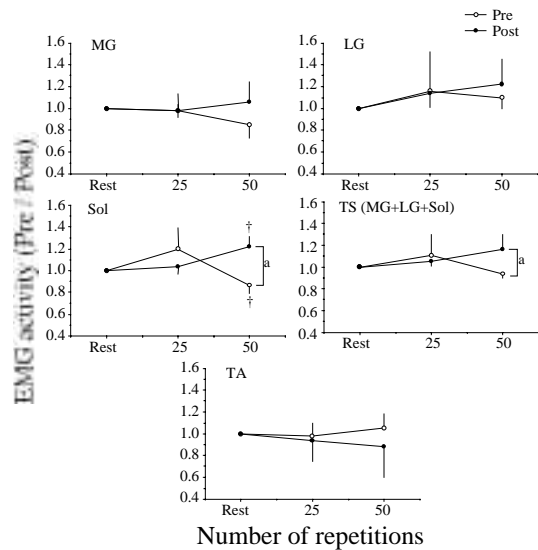 Pre
Post
EMG activity (Pre / Post)
MG
1.6
1.4
1.2
1.0
0.8
0.6
0.4
Rest 25 50
LG
1.6
1.4
1.2
1.0
0.8
0.6
0.4
Rest 25 50
Sol
1.6
1.4
1.2
1.0
0.8
0.6
0.4
†
a
†
Rest 25 50
TS (MG+LG+Sol)
1.6
1.4
1.2
1.0
0.8
0.6
0.4
a
Rest 25 50
TA
1.6
1.4
1.2
1.0
0.8
0.6
0.4
Rest 25 50
Number of repetitions